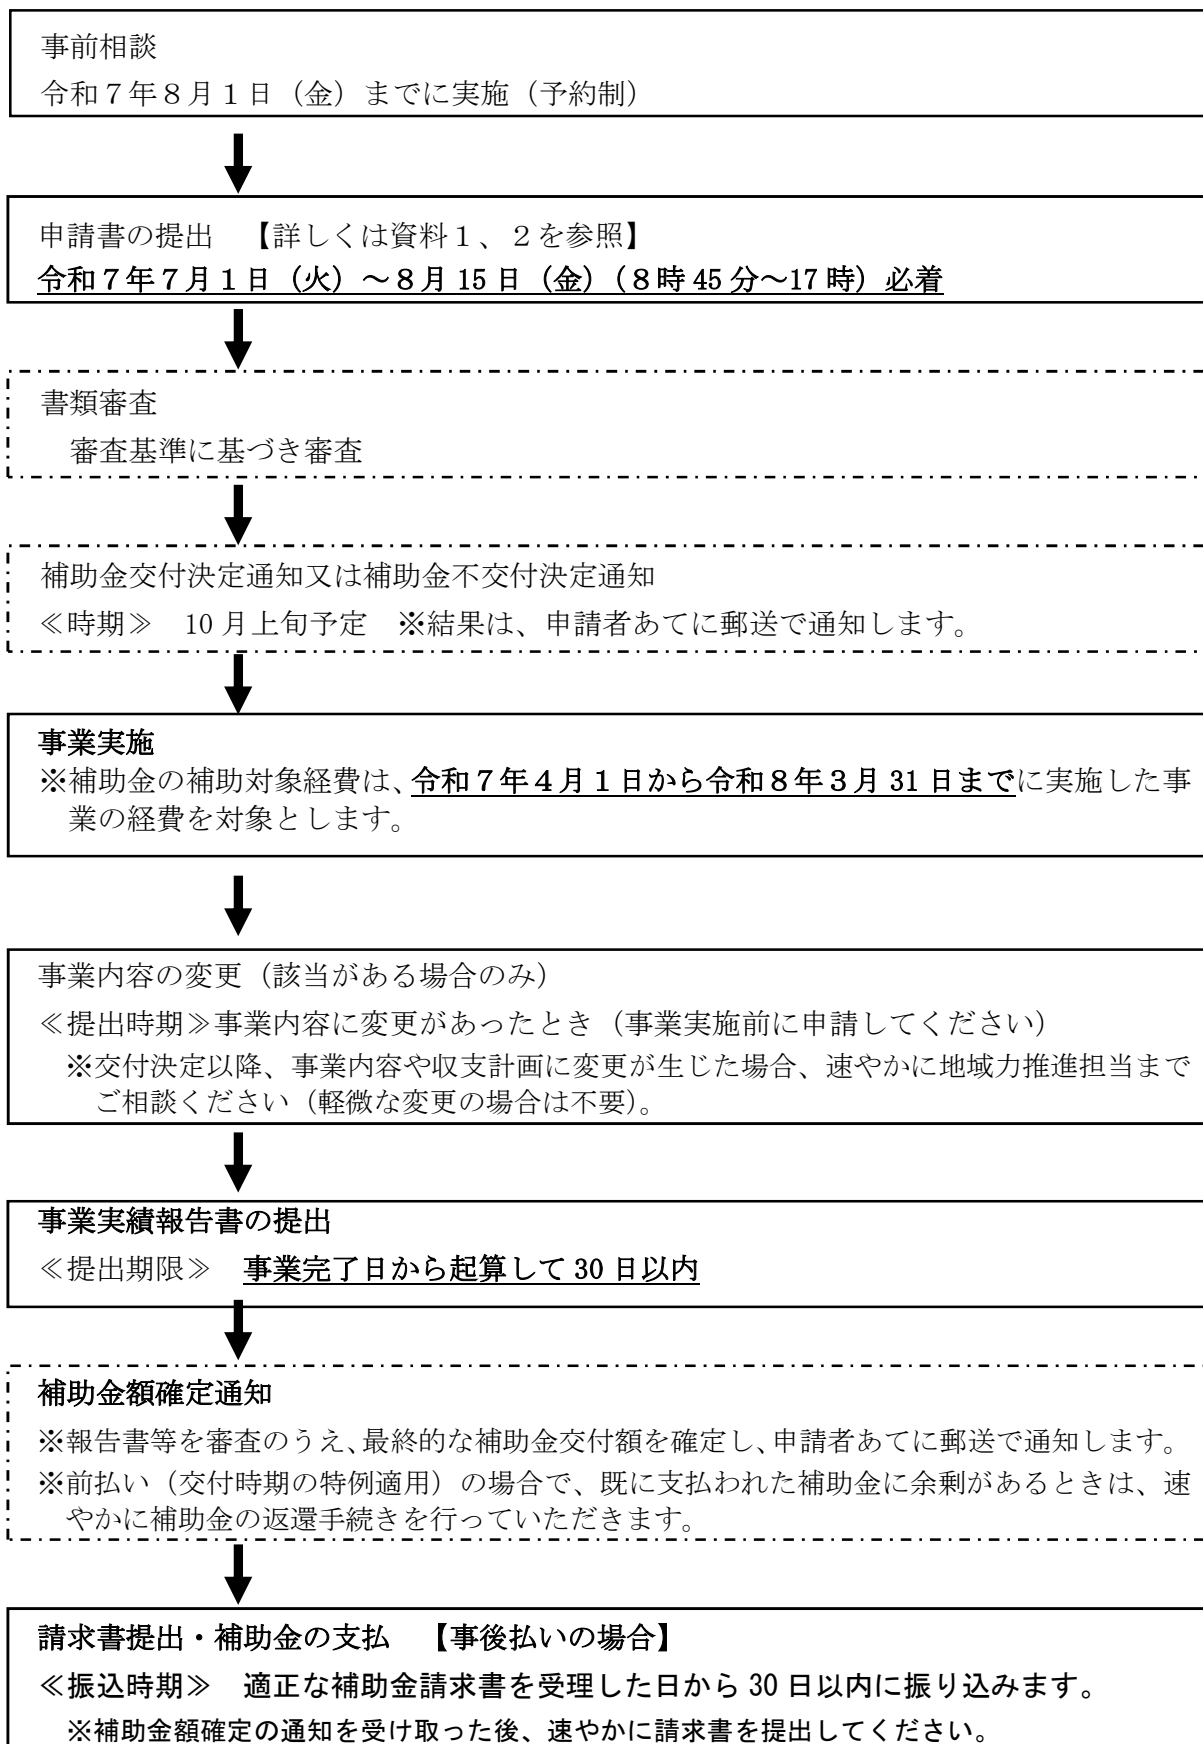 事前相談
令和７年８月１日（金）までに実施（予約制）
申請書の提出　【詳しくは資料１、２を参照】
令和７年７月１日（火）～８月 15 日（金）（８時 45 分～17 時）必着
書類審査
審査基準に基づき審査
補助金交付決定通知又は補助金不交付決定通知
≪時期≫　10 月上旬予定　※結果は、申請者あてに郵送で通知します。
事業実施
※補助金の補助対象経費は、令和７年４月１日から令和８年３月 31 日までに実施した事
業の経費を対象とします。
事業内容の変更（該当がある場合のみ）
≪提出時期≫事業内容に変更があったとき（事業実施前に申請してください）
※交付決定以降、事業内容や収支計画に変更が生じた場合、速やかに地域力推進担当まで
ご相談ください（軽微な変更の場合は不要）。
事業実績報告書の提出
≪提出期限≫　事業完了日から起算して 30 日以内
補助金額確定通知
※報告書等を審査のうえ、最終的な補助金交付額を確定し、申請者あてに郵送で通知します。
※前払い（交付時期の特例適用）の場合で、既に支払われた補助金に余剰があるときは、速
やかに補助金の返還手続きを行っていただきます。
請求書提出・補助金の支払　【事後払いの場合】
≪振込時期≫　適正な補助金請求書を受理した日から 30 日以内に振り込みます。
※補助金額確定の通知を受け取った後、速やかに請求書を提出してください。